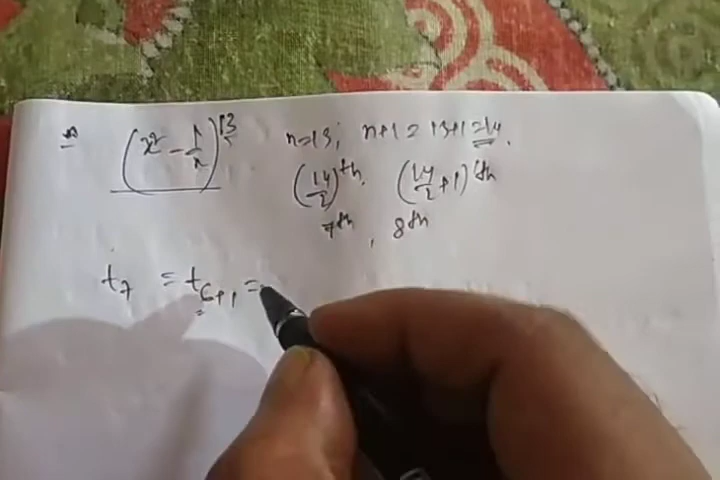 (x² - 1/x)¹³ n=13; n+1 = 13+1 = 14.
(14/2)th. (14/2 +1)th
7th, 8th
t₇ = t₆₊₁ =